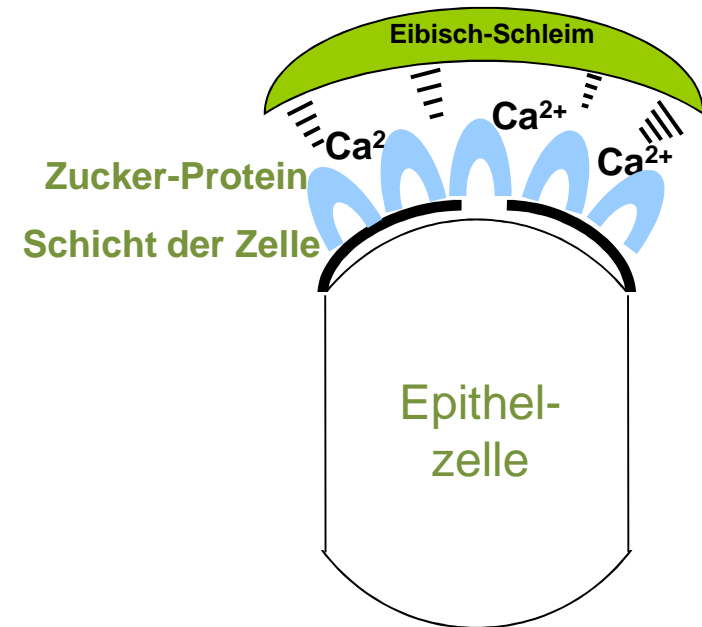 Eibisch-Schleim
Ca2+
Ca2
Ca2+
Zucker-Protein
Schicht der Zelle
Epithel-
zelle